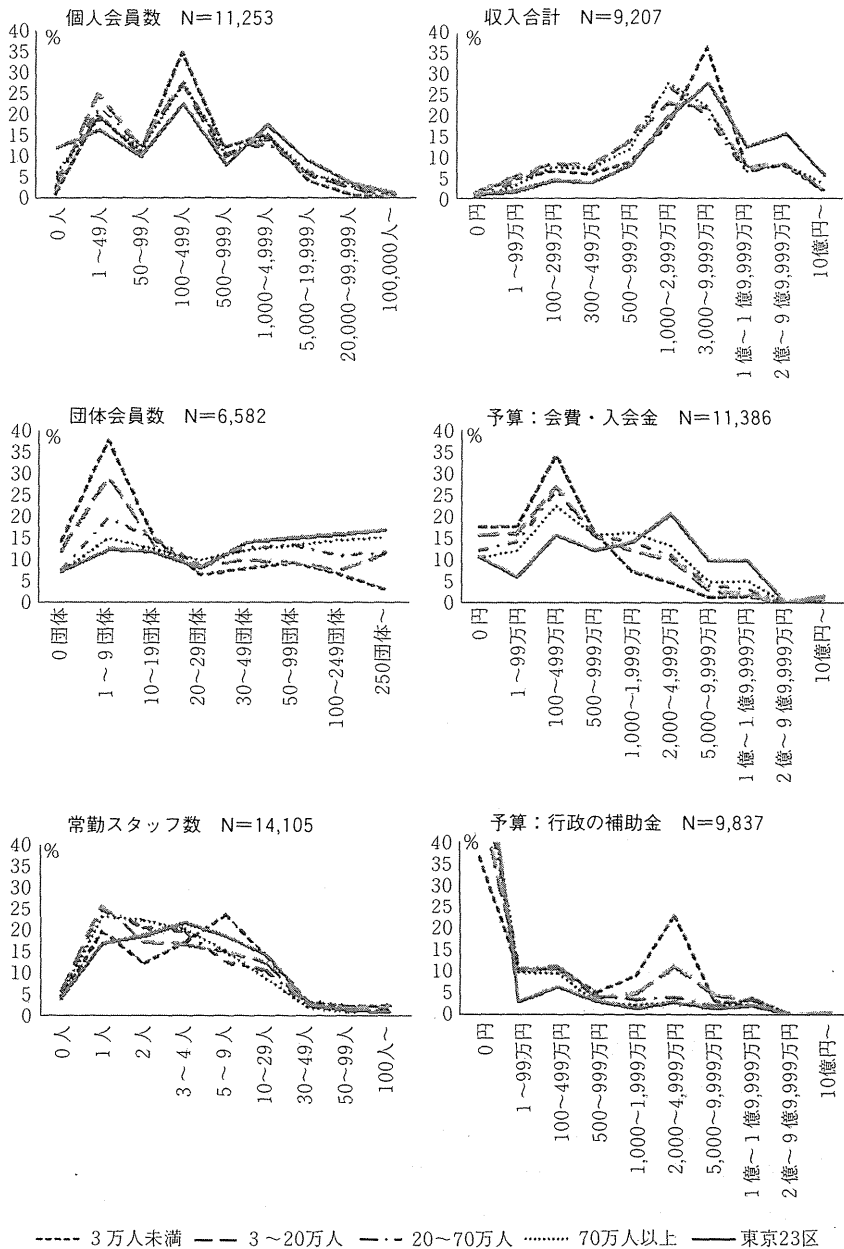 個人会員数 N=11,253
%
40
35
30
25
20
15
10
5
0
0人
1~49人
50~99人
100~499人
500~999人
1,000~4,999人
5,000~19,999人
20,000~99,999人
100,000人~
収入合計 N=9,207
%
40
35
30
25
20
15
10
5
0
0円
1~99万円
100~299万円
300~499万円
500~999万円
1,000~2,999万円
3,000~9,999万円
1億~1億9,999万円
2億~9億9,999万円
10億円~
団体会員数 N=6,582
%
40
35
30
25
20
15
10
5
0
0団体
1~9団体
10~19団体
20~29団体
30~49団体
50~99団体
100~249団体
250団体~
予算:会費・入会金 N=11,386
%
40
35
30
25
20
15
10
5
0
0円
1~99万円
100~499万円
500~999万円
1,000~1,999万円
2,000~4,999万円
5,000~9,999万円
1億~1億9,999万円
2億~9億9,999万円
10億円~
常勤スタッフ数 N=14,105
%
40
35
30
25
20
15
10
5
0
0人
1人
2人
3~4人
5~9人
10~29人
30~49人
50~99人
100人~
予算:行政の補助金 N=9,837
%
40
35
30
25
20
15
10
5
0
0円
1~99万円
100~499万円
500~999万円
1,000~1,999万円
2,000~4,999万円
5,000~9,999万円
1億~1億9,999万円
2億~9億9,999万円
10億円~
3万人未満 3~20万人 20~70万人 70万人以上 東京23区